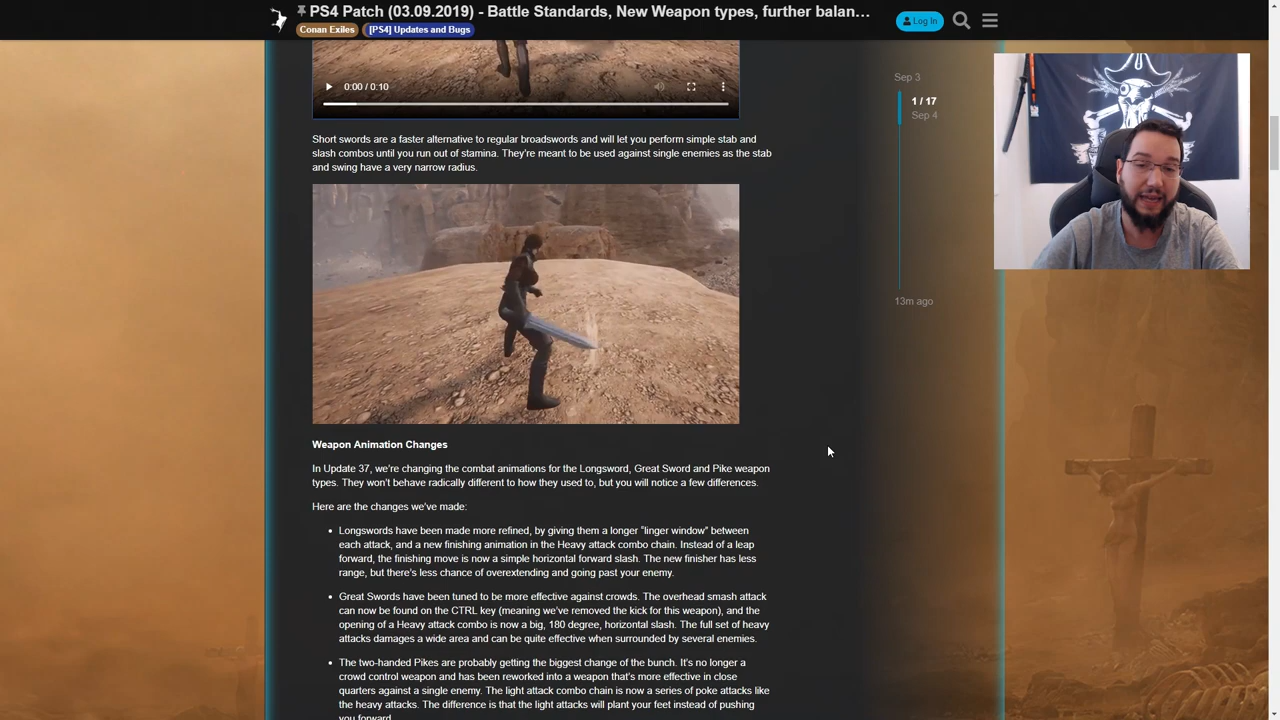 PS4 Patch (03.09.2019) - Battle Standards, New Weapon types, further balan...
Conan Exiles
[PS4] Updates and Bugs
Log In
Sep 3
1 / 17
Sep 4
13m ago
0:00 / 0:10
Short swords are a faster alternative to regular broadswords and will let you perform simple stab and
slash combos until you run out of stamina. They're meant to be used against single enemies as the stab
and swing have a very narrow radius.
Weapon Animation Changes
In Update 37, we're changing the combat animations for the Longsword, Great Sword and Pike weapon
types. They won't behave radically different to how they used to, but you will notice a few differences.
Here are the changes we've made:
• Longswords have been made more refined, by giving them a longer "linger window" between
each attack, and a new finishing animation in the Heavy attack combo chain. Instead of a leap
forward, the finishing move is now a simple horizontal forward slash. The new finisher has less
range, but there's less chance of overextending and going past your enemy.
• Great Swords have been tuned to be more effective against crowds. The overhead smash attack
can now be found on the CTRL key (meaning we've removed the kick for this weapon), and the
opening of a Heavy attack combo is now a big, 180 degree, horizontal slash. The full set of heavy
attacks damages a wide area and can be quite effective when surrounded by several enemies.
• The two-handed Pikes are probably getting the biggest change of the bunch. It's no longer a
crowd control weapon and has been reworked into a weapon that's more effective in close
quarters against a single enemy. The light attack combo chain is now a series of poke attacks like
the heavy attacks. The difference is that the light attacks will plant your feet instead of pushing
you forward.